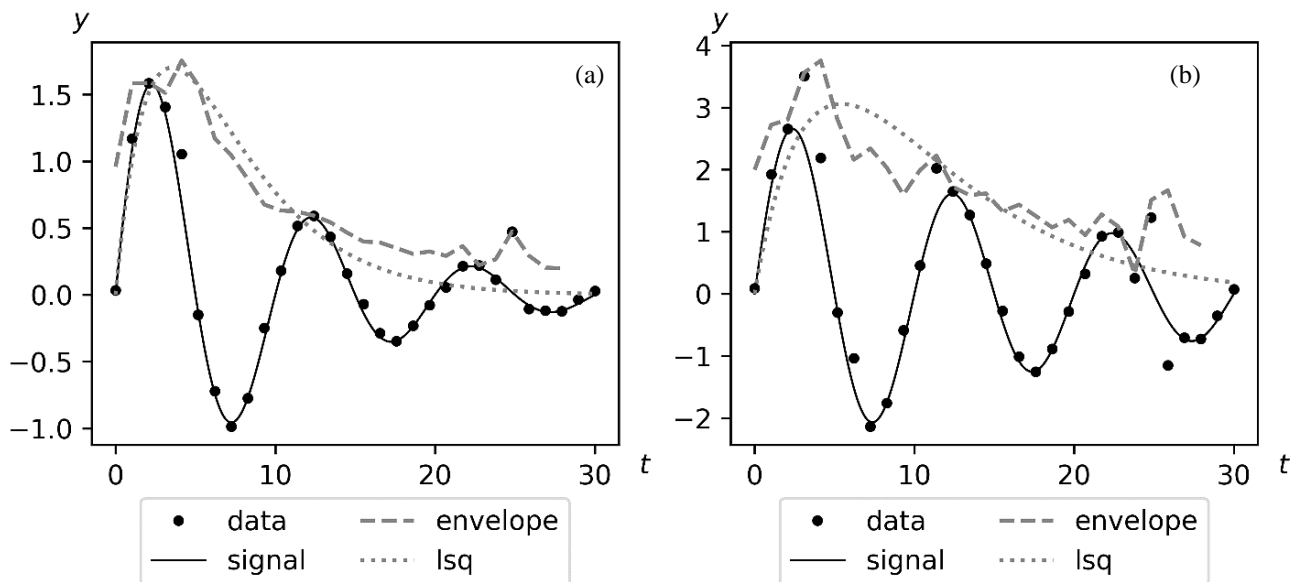 y
(a)
1.5
1.0
0.5
0.0
−0.5
−1.0
0 10 20 30
t
data envelope
signal lsq
y
(b)
4
3
2
1
0
−1
−2
0 10 20 30
t
data envelope
signal lsq